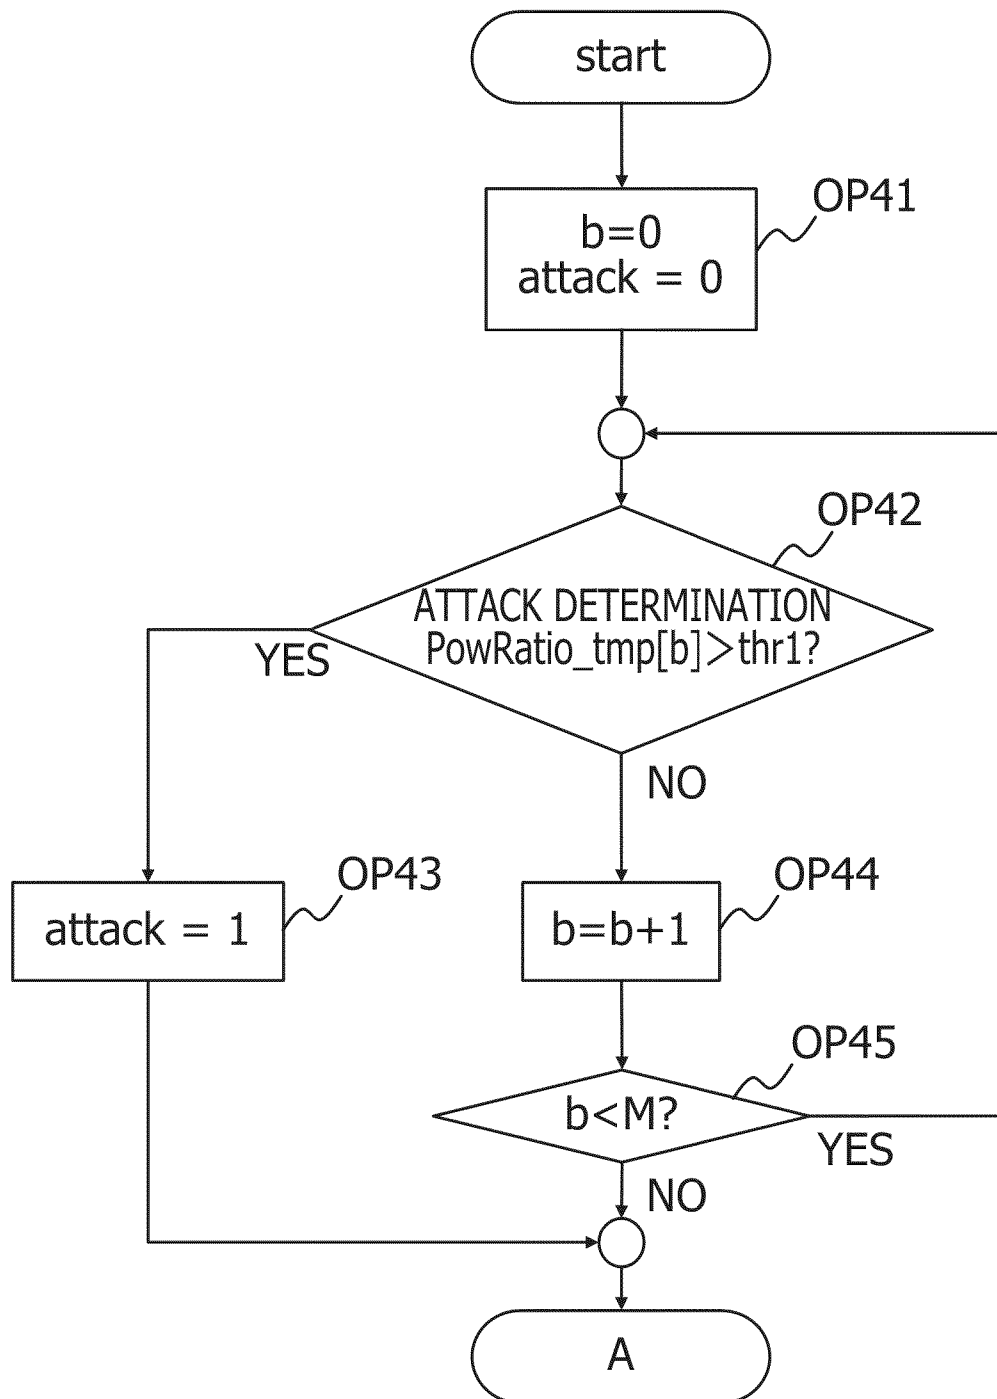 start
OP41
b=0
attack = 0
OP42
ATTACK DETERMINATION
PowRatio_tmp[b]>thr1?
YES
NO
OP43
attack = 1
OP44
b=b+1
OP45
b<M?
YES
NO
A